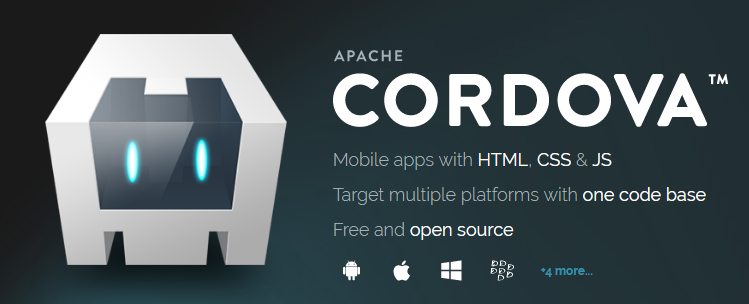 APACHE
CORDOVA™
Mobile apps with HTML, CSS & JS
Target multiple platforms with one code base
Free and open source
+4 more...